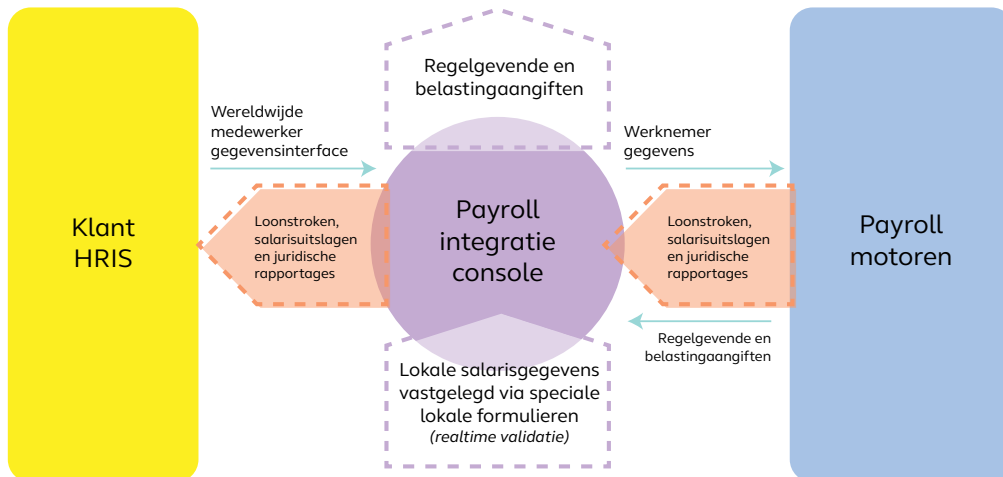 Regelgevende en
belastingaangiften
Wereldwijde
medewerker
gegevensinterface
Werknemer
gegevens
Klant
HRIS
Loonstroken,
salarisuitslagen
en juridische
rapportages
Payroll
integratie
console
Loonstroken,
salarisuitslagen
en juridische
rapportages
Payroll
motoren
Regelgevende en
belastingaangiften
Lokale salarisgegevens
vastgelegd via speciale
lokale formulieren
(realtime validatie)